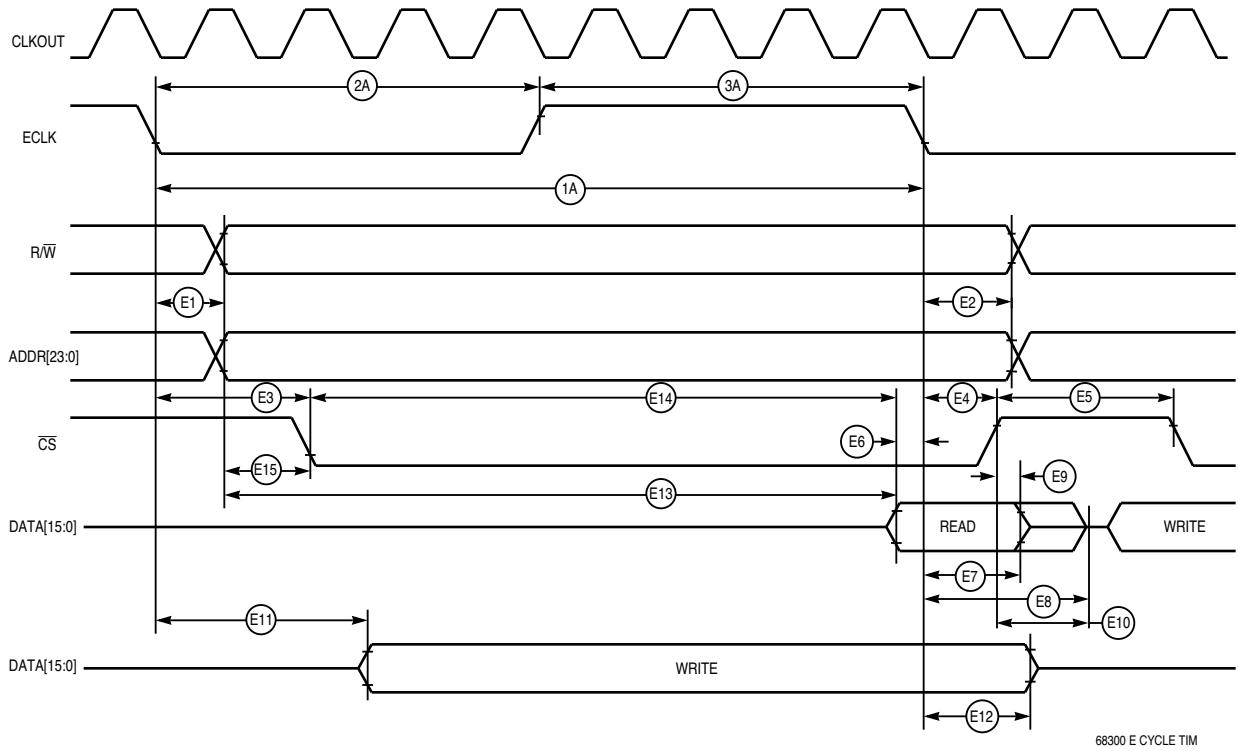 CLKOUT
2A
3A
ECLK
1A
R/W̅
E1
E2
ADDR[23:0]
E3
E14
E4
E5
C̅S̅
E6
E15
E9
E13
DATA[15:0]
READ
WRITE
E7
E8
E11
E10
DATA[15:0]
WRITE
E12
68300 E CYCLE TIM